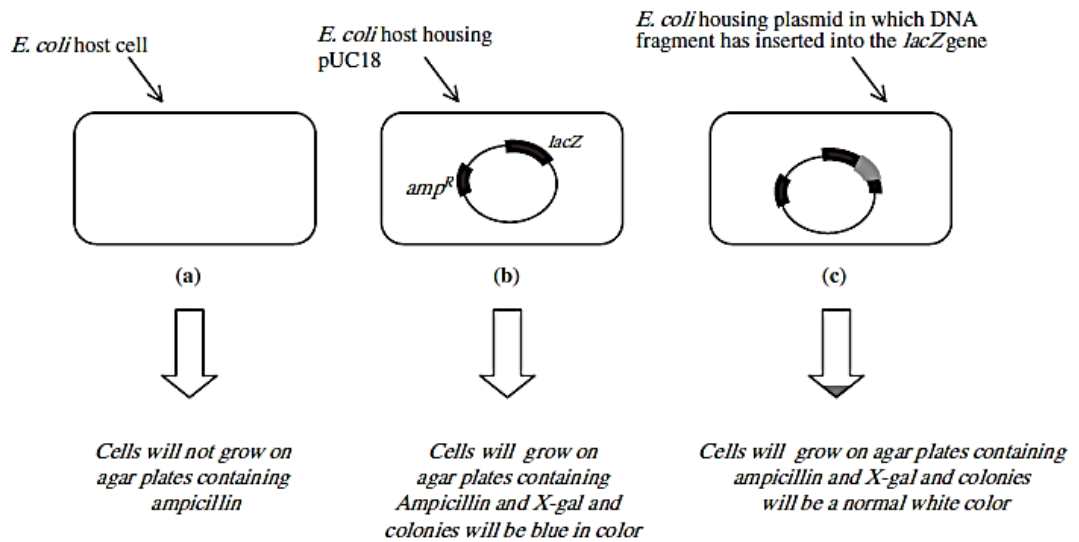 E. coli host cell
E. coli host housing
pUC18
E. coli housing plasmid in which DNA
fragment has inserted into the lacZ gene
lacZ
amp^R
(a)
(b)
(c)
Cells will not grow on
agar plates containing
ampicillin
Cells will grow on
agar plates containing
Ampicillin and X-gal and
colonies will be blue in color
Cells will grow on agar plates containing
ampicillin and X-gal and colonies
will be a normal white color